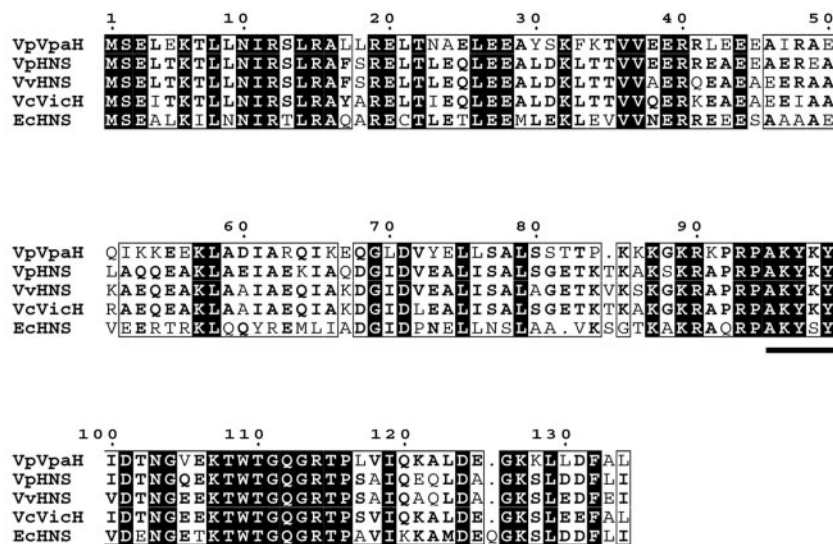 1 10 20 30 40 50
VpVpaH MSELEKTLLNIRSLRALLRELTNAELEEAYSKFKTVVEERRLEEEAIRAE
VpHNS MSELTKTLLNIRSLRAFSRELTLEQLEEALDKLTTVVEERREAEEAEREA
VvHNS MSELTKTLLNIRSLRAFSRELTLEQLEEALDKLTTVVAERQEAEAEERAA
VcVicH MSEITKTLLNIRSLRAYARELTIEQLEEALDKLTTVVQERKEAEAEEIAA
EcHNS MSEALKILNNIRTLRAQARECTLETLEEMLEKLEVVVNERREEESAAAAE
60 70 80 90
VpVpaH QIKKEEKLADIARQIKEQGLDVYELLSALSSTTP.KKKGKRKPRPAKYKY
VpHNS LAQQEAKLAEIAEKIAQDGIDVEALISALSGETKTKAKSKRAPRPAKYKY
VvHNS KAEQEAKLAAIAEQIAKDGIDVEALISALAGETKVKSKGKRAPRPAKYKY
VcVicH RAEQEAKLAAIAEQIAKDGIDLEALISALSGETKTKAKGKRAPRPAKYKY
EcHNS VEERTRKLQQYREMLIADGIDPNELLNSLAA.VKSGTKAKRAQRPAKYSY
100 110 120 130
VpVpaH IDTNGVEKTWTGQGRTPLVIQKALDE.GKKLLDFAL
VpHNS IDTNGQEKTWTGQGRTPSAIQEQLDA.GKSLEDFLI
VvHNS VDTNGEEKTWTGQGRTPSAIQAQLDA.GKSLEDFEI
VcVicH IDTNGEEKTWTGQGRTPSVIQKALDE.GKSLEEFAL
EcHNS VDENGETKTWTGQGRTPAVIKKAMDEQGKSLDDFLI